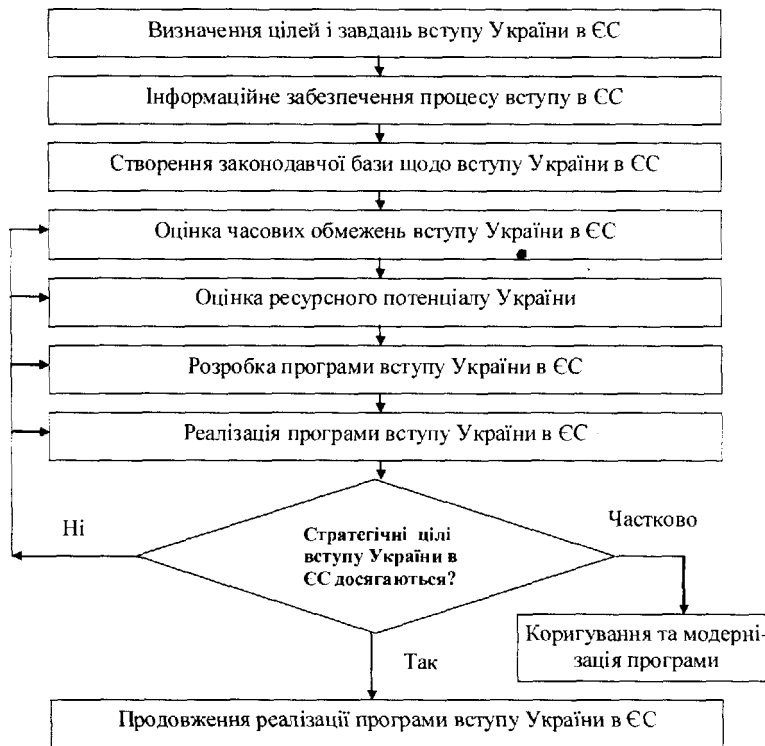 Визначення цілей і завдань вступу України в ЄС
Інформаційне забезпечення процесу вступу в ЄС
Створення законодавчої бази щодо вступу України в ЄС
Оцінка часових обмежень вступу України в ЄС
Оцінка ресурсного потенціалу України
Розробка програми вступу України в ЄС
Реалізація програми вступу України в ЄС
Ні
Частково
Стратегічні цілі
вступу України в
ЄС досягаються?
Коригування та модерні-
зація програми
Так
Продовження реалізації програми вступу України в ЄС